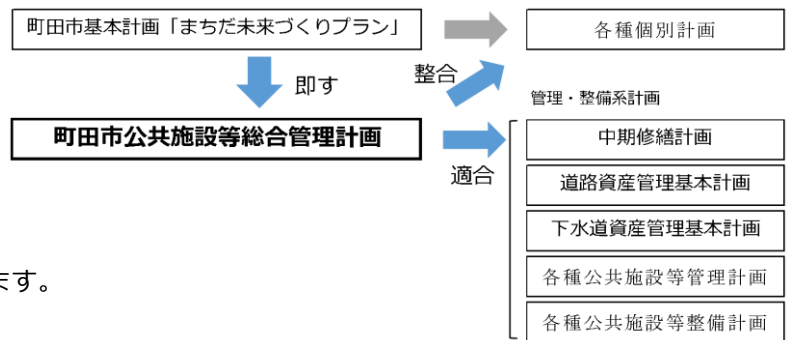 町田市基本計画「まちだ未来づくりプラン」
各種個別計画
即す
整合
管理・整備系計画
町田市公共施設等総合管理計画
適合
中期修繕計画
道路資産管理基本計画
下水道資産管理基本計画
各種公共施設等管理計画
各種公共施設等整備計画
ます。